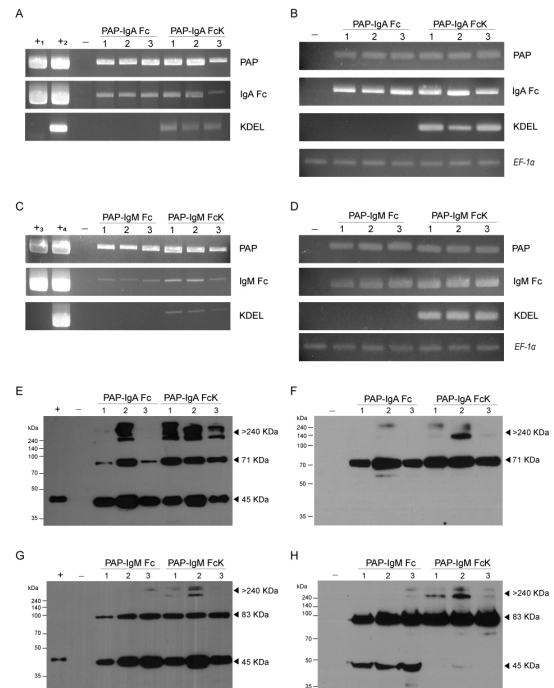 A
PAP-IgA Fc PAP-IgA FcK
+1 +2 – 1 2 3 1 2 3
PAP
IgA Fc
KDEL
B
PAP-IgA Fc PAP-IgA FcK
– 1 2 3 1 2 3
PAP
IgA Fc
KDEL
EF-1α
C
PAP-IgM Fc PAP-IgM FcK
+3 +4 – 1 2 3 1 2 3
PAP
IgM Fc
KDEL
D
PAP-IgM Fc PAP-IgM FcK
– 1 2 3 1 2 3
PAP
IgM Fc
KDEL
EF-1α
E
PAP-IgA Fc PAP-IgA FcK
+ – 1 2 3 1 2 3
kDa
240
140
100
70
50
35
>240 KDa
71 KDa
45 KDa
F
PAP-IgA Fc PAP-IgA FcK
– 1 2 3 1 2 3
kDa
240
140
100
70
50
35
>240 KDa
71 KDa
G
PAP-IgM Fc PAP-IgM FcK
+ – 1 2 3 1 2 3
kDa
240
140
100
70
50
35
>240 KDa
83 KDa
45 KDa
H
PAP-IgM Fc PAP-IgM FcK
– 1 2 3 1 2 3
kDa
240
140
100
70
50
35
>240 KDa
83 KDa
45 KDa